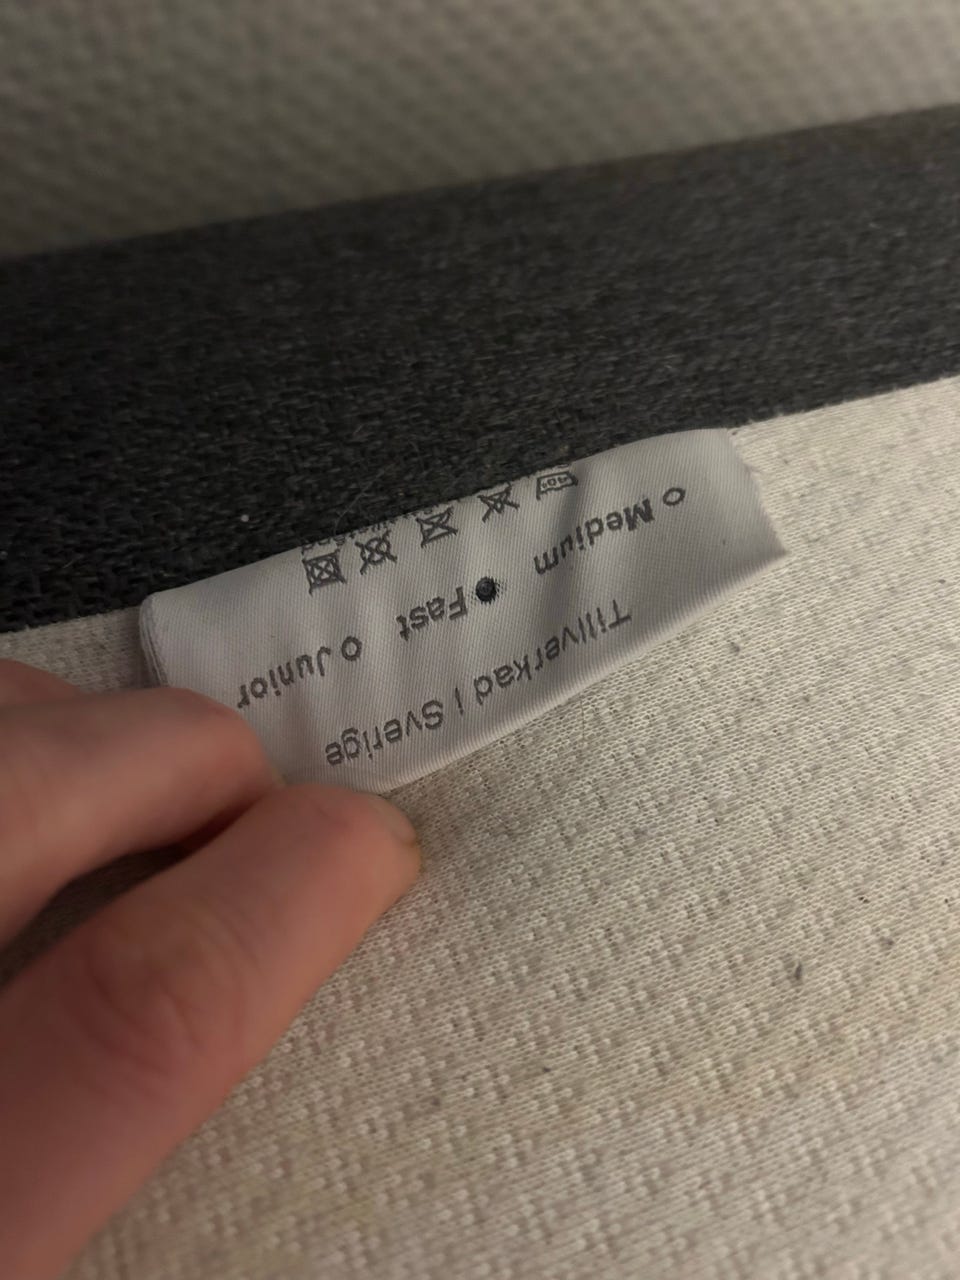 o Medium ● Fast o Junior
Tillverkad i Sverige